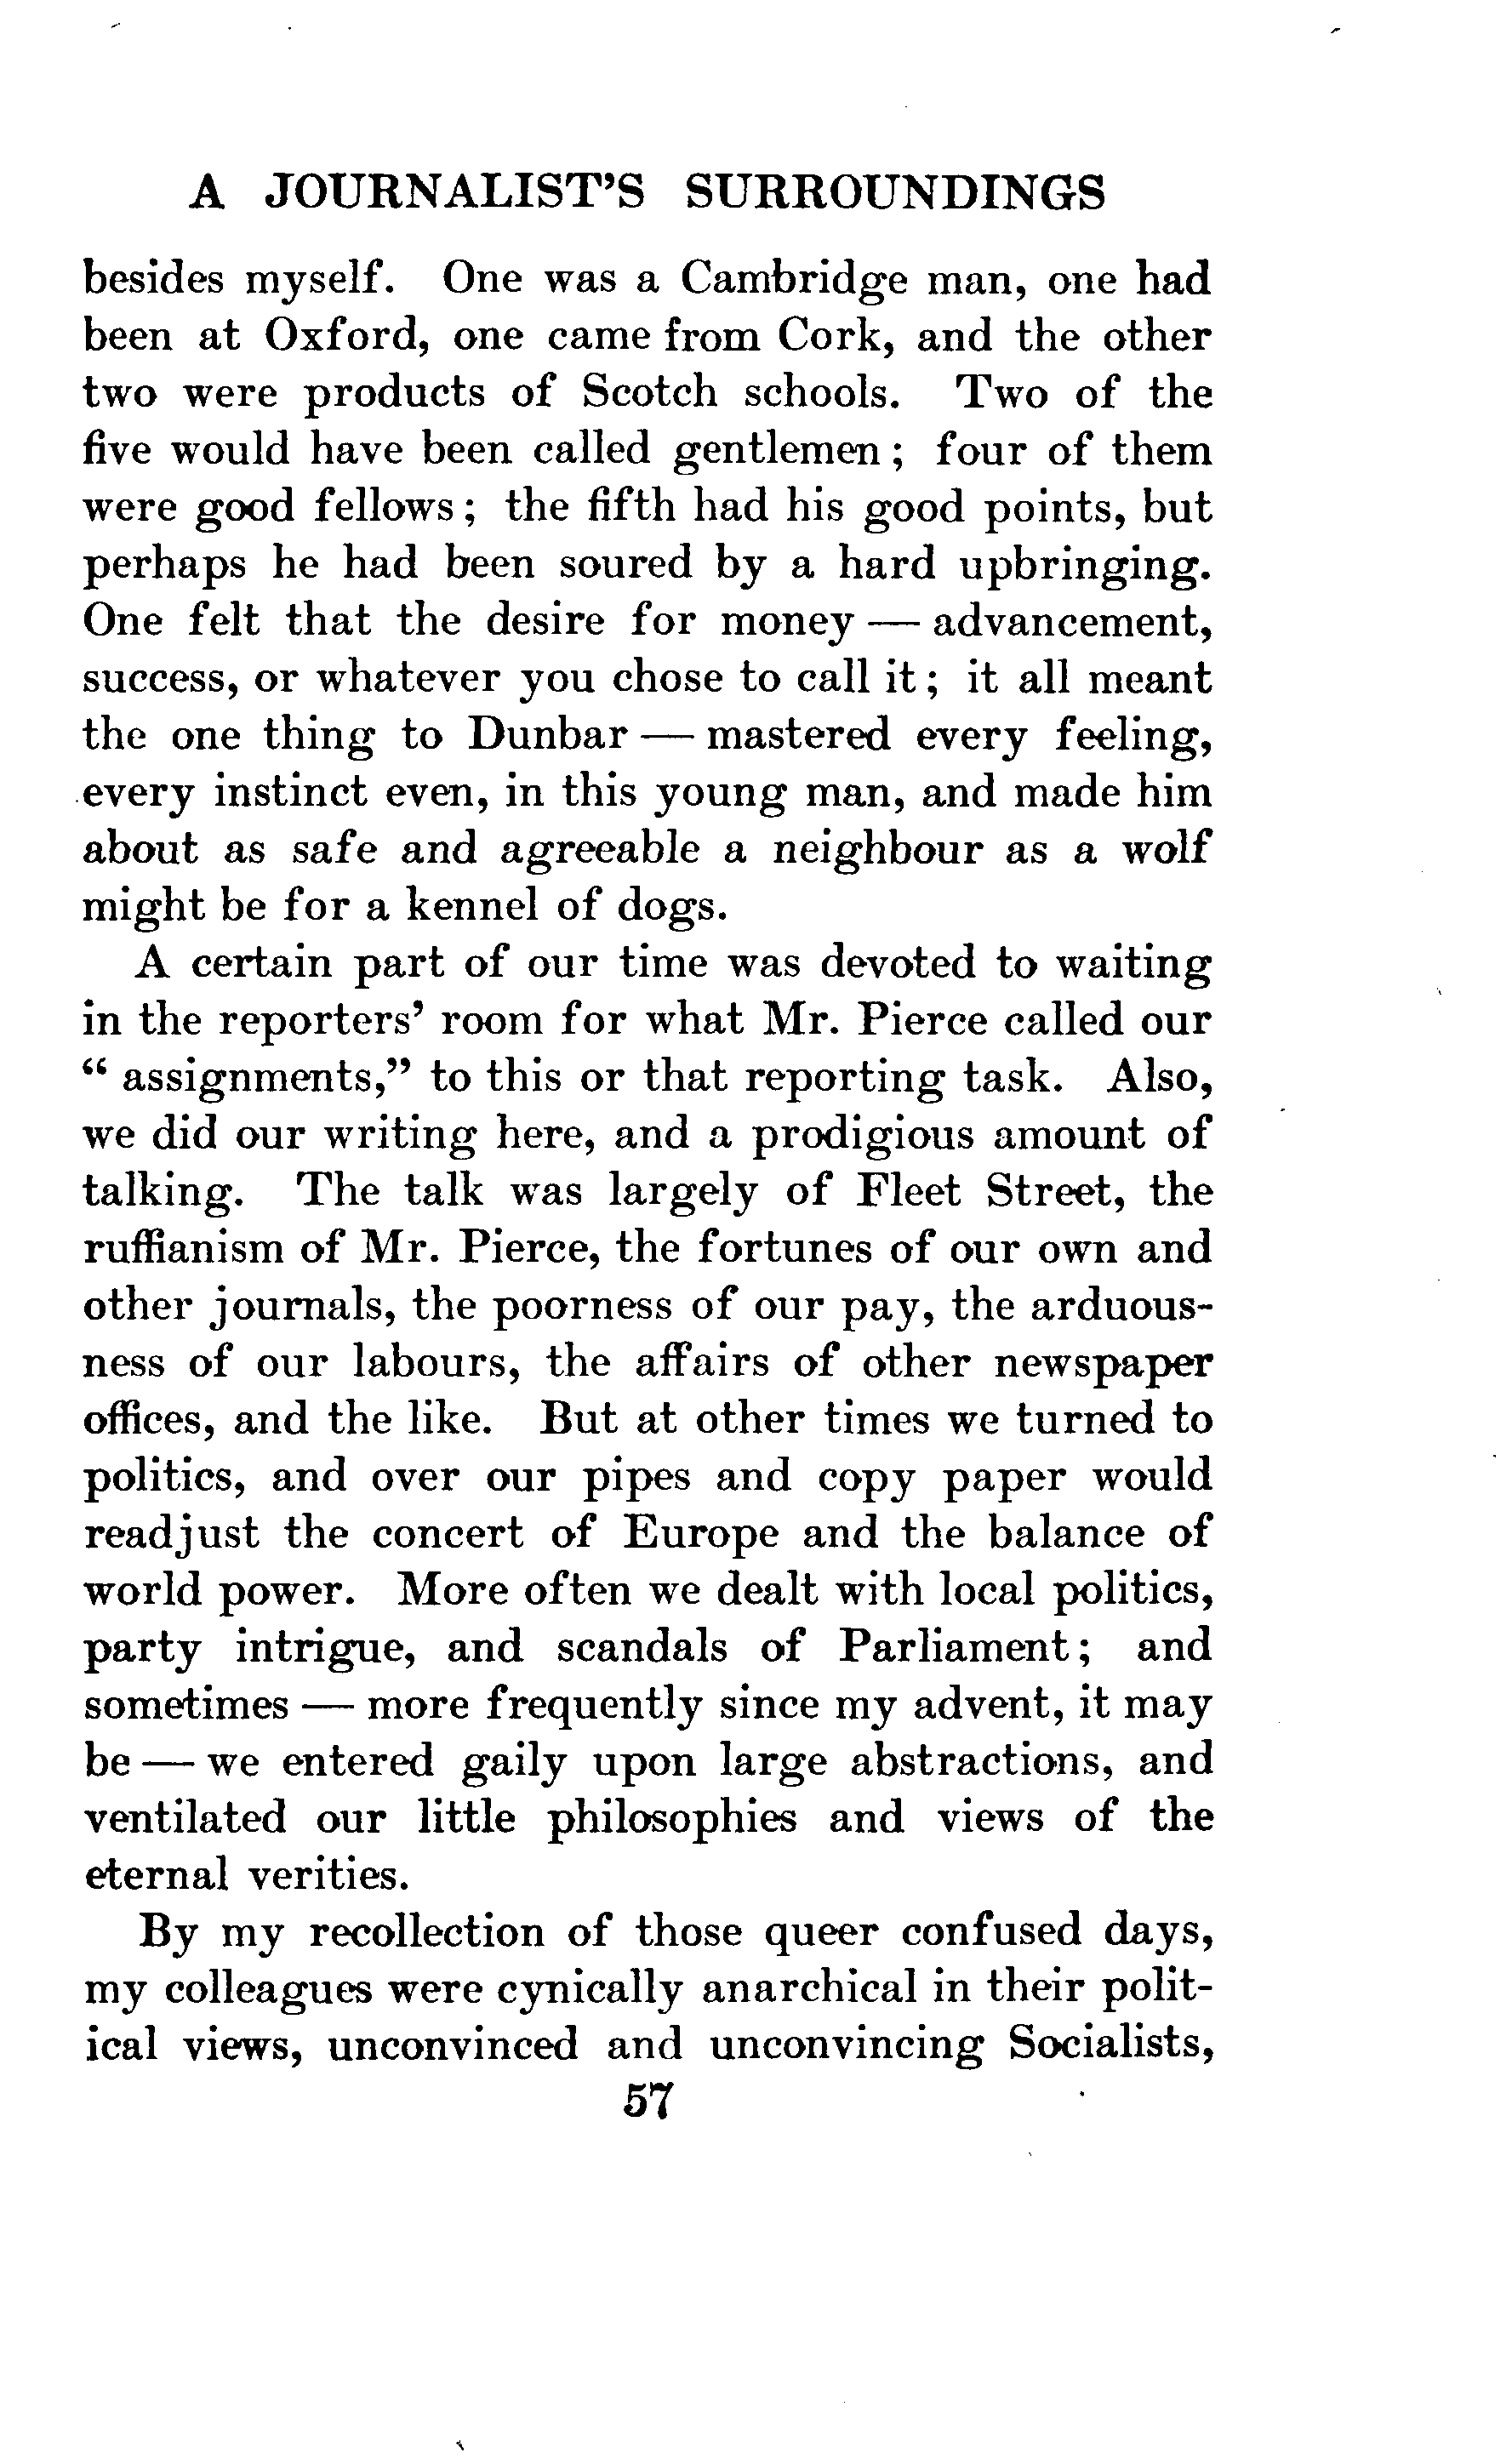 A JOURNALIST'S SURROUNDINGS
besides myself. One was a Cambridge man, one had
been at Oxford, one came from Cork, and the other
two were products of Scotch schools. Two of the
five would have been called gentlemen; four of them
were good fellows; the fifth had his good points, but
perhaps he had been soured by a hard upbringing.
One felt that the desire for money — advancement,
success, or whatever you chose to call it; it all meant
the one thing to Dunbar — mastered every feeling,
every instinct even, in this young man, and made him
about as safe and agreeable a neighbour as a wolf
might be for a kennel of dogs.
A certain part of our time was devoted to waiting
in the reporters' room for what Mr. Pierce called our
"assignments," to this or that reporting task. Also,
we did our writing here, and a prodigious amount of
talking. The talk was largely of Fleet Street, the
ruffianism of Mr. Pierce, the fortunes of our own and
other journals, the poorness of our pay, the arduous-
ness of our labours, the affairs of other newspaper
offices, and the like. But at other times we turned to
politics, and over our pipes and copy paper would
readjust the concert of Europe and the balance of
world power. More often we dealt with local politics,
party intrigue, and scandals of Parliament; and
sometimes — more frequently since my advent, it may
be — we entered gaily upon large abstractions, and
ventilated our little philosophies and views of the
eternal verities.
By my recollection of those queer confused days,
my colleagues were cynically anarchical in their polit-
ical views, unconvinced and unconvincing Socialists,
57